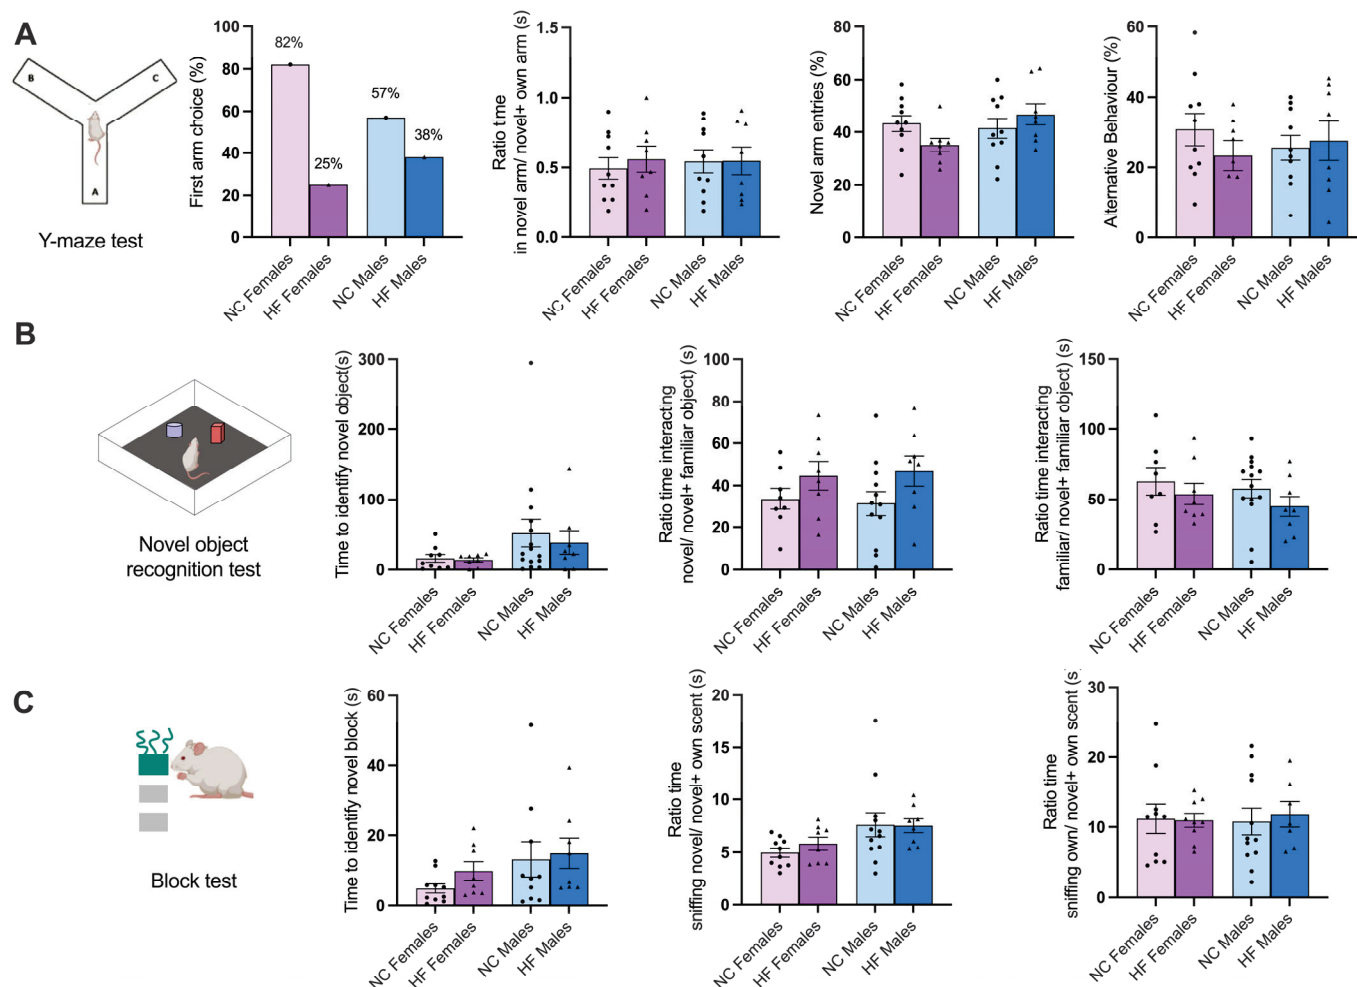 A
B
C
A
Y-maze test
First arm choice (%)
100
80
60
40
20
0
82%
25%
57%
38%
NC Females
HF Females
NC Males
HF Males
Ratio time
in novel arm/ novel+ own arm (s)
1.5
1.0
0.5
0.0
NC Females
HF Females
NC Males
HF Males
Novel arm entries (%)
80
60
40
20
0
NC Females
HF Females
NC Males
HF Males
Aternative Behaviour (%)
60
40
20
0
NC Females
HF Females
NC Males
HF Males
B
Novel object
recognition test
Time to identify novel object(s)
300
200
100
0
NC Females
HF Females
NC Males
HF Males
Ratio time interacting
novel/ novel+ familiar object) (s)
100
80
60
40
20
0
NC Females
HF Females
NC Males
HF Males
Ratio time interacting
familiar/ novel+ familiar object) (s)
150
100
50
0
NC Females
HF Females
NC Males
HF Males
C
Block test
Time to identify novel block (s)
60
40
20
0
NC Females
HF Females
NC Males
HF Males
Ratio time
sniffing novel/ novel+ own scent (s)
20
15
10
5
0
NC Females
HF Females
NC Males
HF Males
Ratio time
sniffing own/ novel+ own scent (s)
30
20
10
0
NC Females
HF Females
NC Males
HF Males